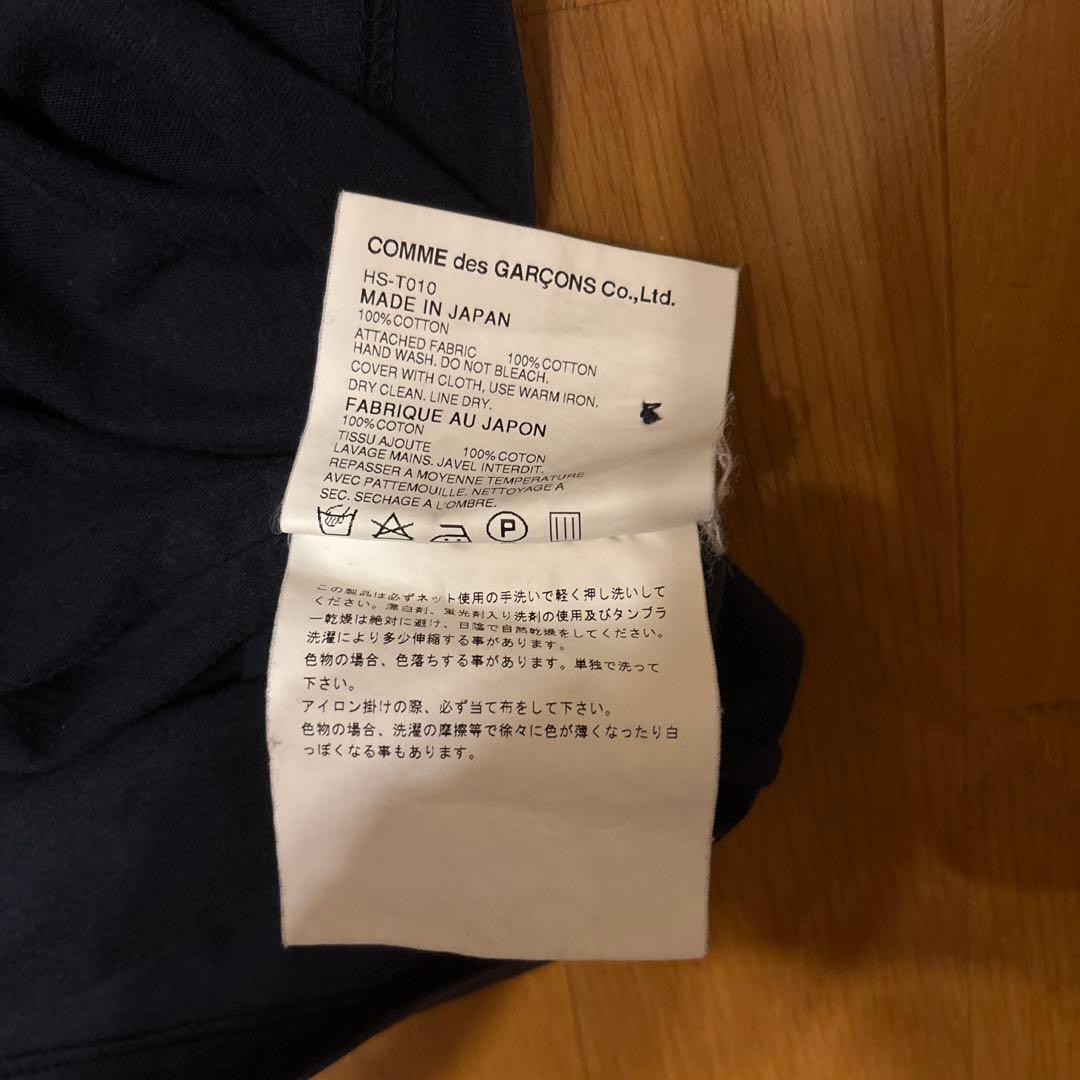 COMME des GARÇONS Co.,Ltd.
HS-T010
MADE IN JAPAN
100%COTTON
ATTACHED FABRIC 100%COTTON
HAND WASH. DO NOT BLEACH.
COVER WITH CLOTH, USE WARM IRON.
DRY CLEAN. LINE DRY.
FABRIQUE AU JAPON
100%COTON
TISSU AJOUTE 100%COTON
LAVAGE MAINS. JAVEL INTERDIT.
REPASSER A MOYENNE TEMPERATURE
AVEC PATTEMOUILLE. NETTOYAGE A
SEC. SECHAGE A L'OMBRE.
P
この製品は必ずネット使用の手洗いで軽く押し洗いして
ください。漂白剤、蛍光剤入り洗剤の使用及びタンブラ
ー乾燥は絶対に避け、日陰で自然乾燥をしてください。
洗濯により多少伸縮する事があります。
色物の場合、色落ちする事があります。単独で洗って
下さい。
アイロン掛けの際、必ず当て布をして下さい。
色物の場合、洗濯の摩擦等で徐々に色が薄くなったり白
っぽくなる事もあります。